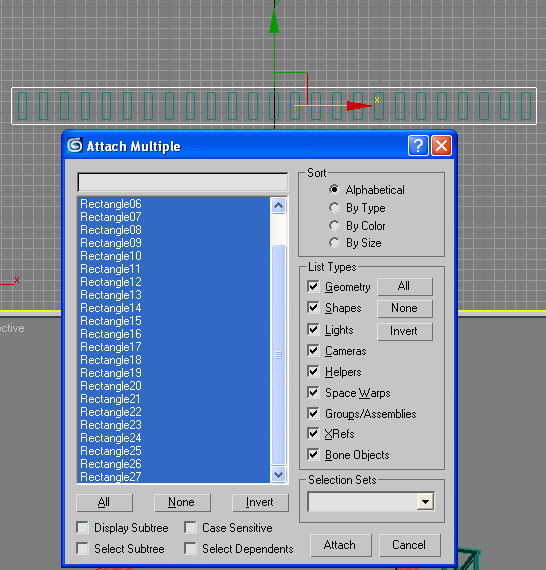 y
x
Attach Multiple
Sort
Alphabetical
By Type
By Color
By Size
Rectangle06
Rectangle07
Rectangle08
Rectangle09
Rectangle10
Rectangle11
Rectangle12
Rectangle13
Rectangle14
Rectangle15
Rectangle16
Rectangle17
Rectangle18
Rectangle19
Rectangle20
Rectangle21
Rectangle22
Rectangle23
Rectangle24
Rectangle25
Rectangle26
Rectangle27
List Types
Geometry All
Shapes None
Lights Invert
Cameras
Helpers
Space Warps
Groups/Assemblies
XRefs
Bone Objects
Selection Sets
All None Invert
Display Subtree Case Sensitive
Select Subtree Select Dependents
Attach Cancel
x
ective